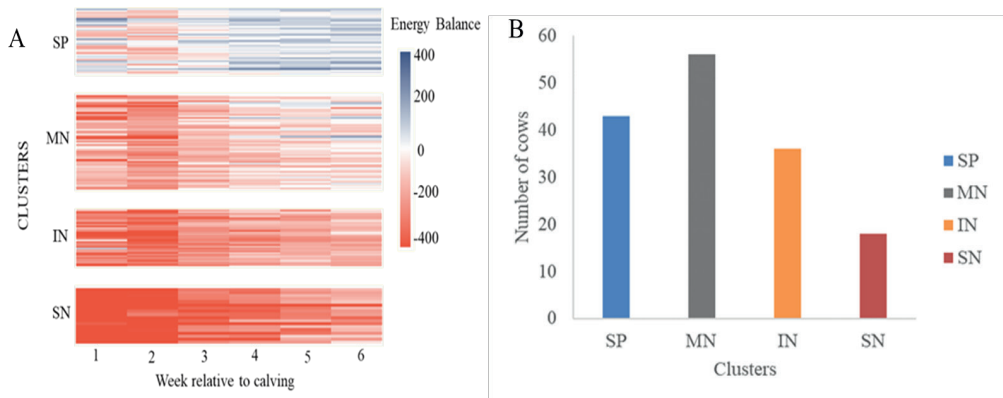 A
Energy Balance
SP
MN
IN
SN
CLUSTERS
400
200
0
-200
-400
1 2 3 4 5 6
Week relative to calving
B
60
50
40
30
20
10
0
Number of cows
SP MN IN SN
Clusters
SP
MN
IN
SN